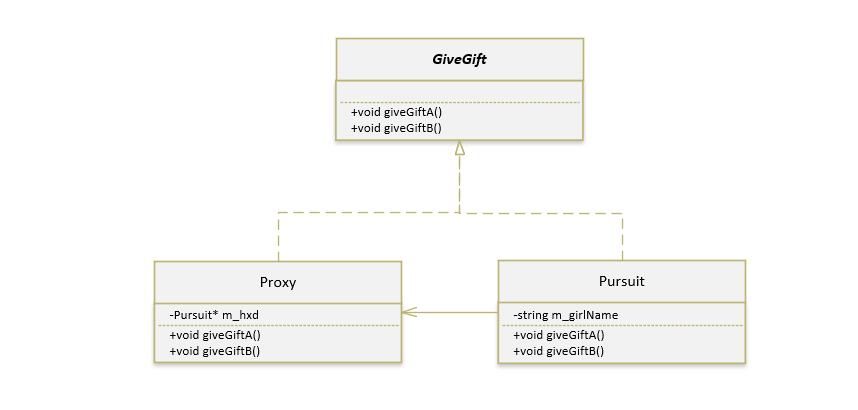 GiveGift
+void giveGiftA()
+void giveGiftB()
Proxy
-Pursuit* m_hxd
+void giveGiftA()
+void giveGiftB()
Pursuit
-string m_girlName
+void giveGiftA()
+void giveGiftB()